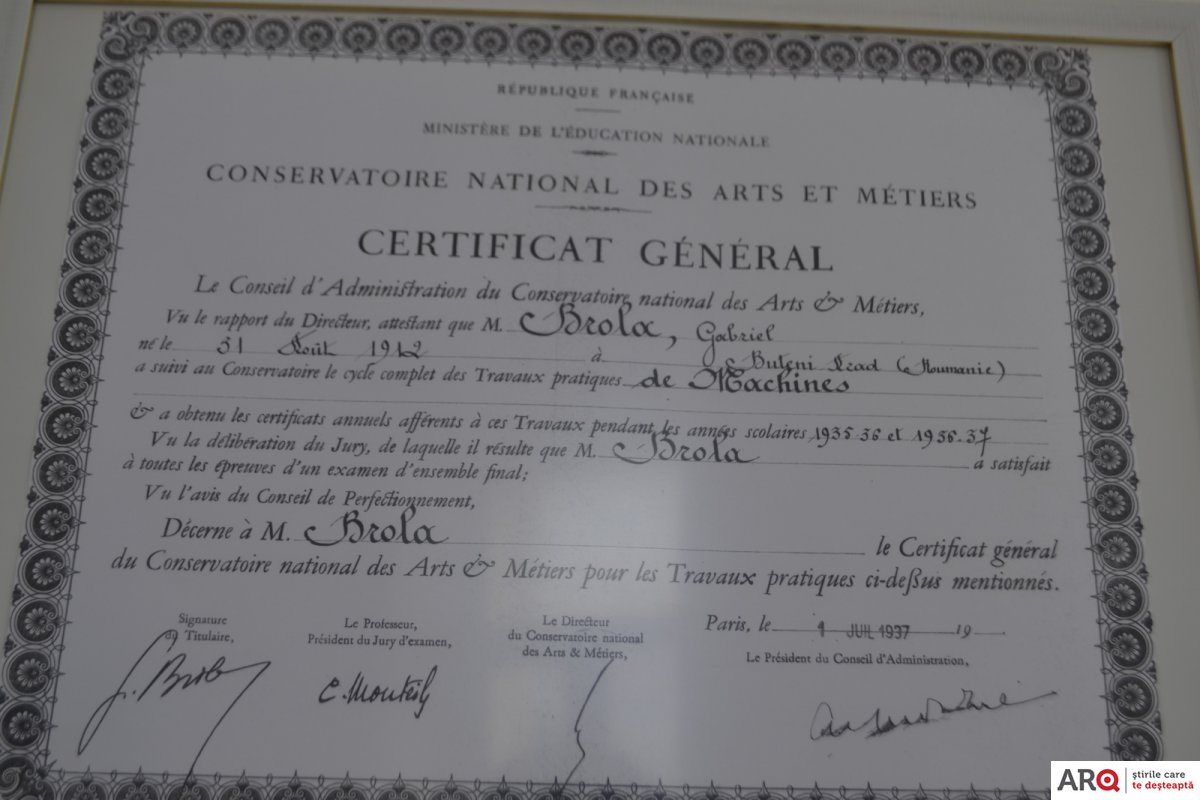 RÉPUBLIQUE FRANÇAISE
MINISTÈRE DE L'ÉDUCATION NATIONALE
CONSERVATOIRE NATIONAL DES ARTS ET MÉTIERS
CERTIFICAT GÉNÉRAL
Le Conseil d'Administration du Conservatoire national des Arts & Métiers,
Vu le rapport du Directeur, attestant que M. Brola, Gabriel
né le 31 Août 1912 à Buteni Arad (Roumanie)
a suivi au Conservatoire le cycle complet des Travaux pratiques de Machines
& a obtenu les certificats annuels afférents à ces Travaux pendant les années scolaires 1935-36 et 1936-37
Vu la délibération du Jury, de laquelle il résulte que M. Brola a satisfait
à toutes les épreuves d'un examen d'ensemble final;
Vu l'avis du Conseil de Perfectionnement,
Décerne à M. Brola le Certificat général
du Conservatoire national des Arts & Métiers pour les Travaux pratiques ci-dessus mentionnés.
Signature
du Titulaire,
G. Brola
Le Professeur,
Président du Jury d'examen,
C. Monteil
Le Directeur
du Conservatoire national
des Arts & Métiers,
Paris, le 1 JUIL 1937 19
Le Président du Conseil d'Administration,
ARQ știrile care
te deșteaptă